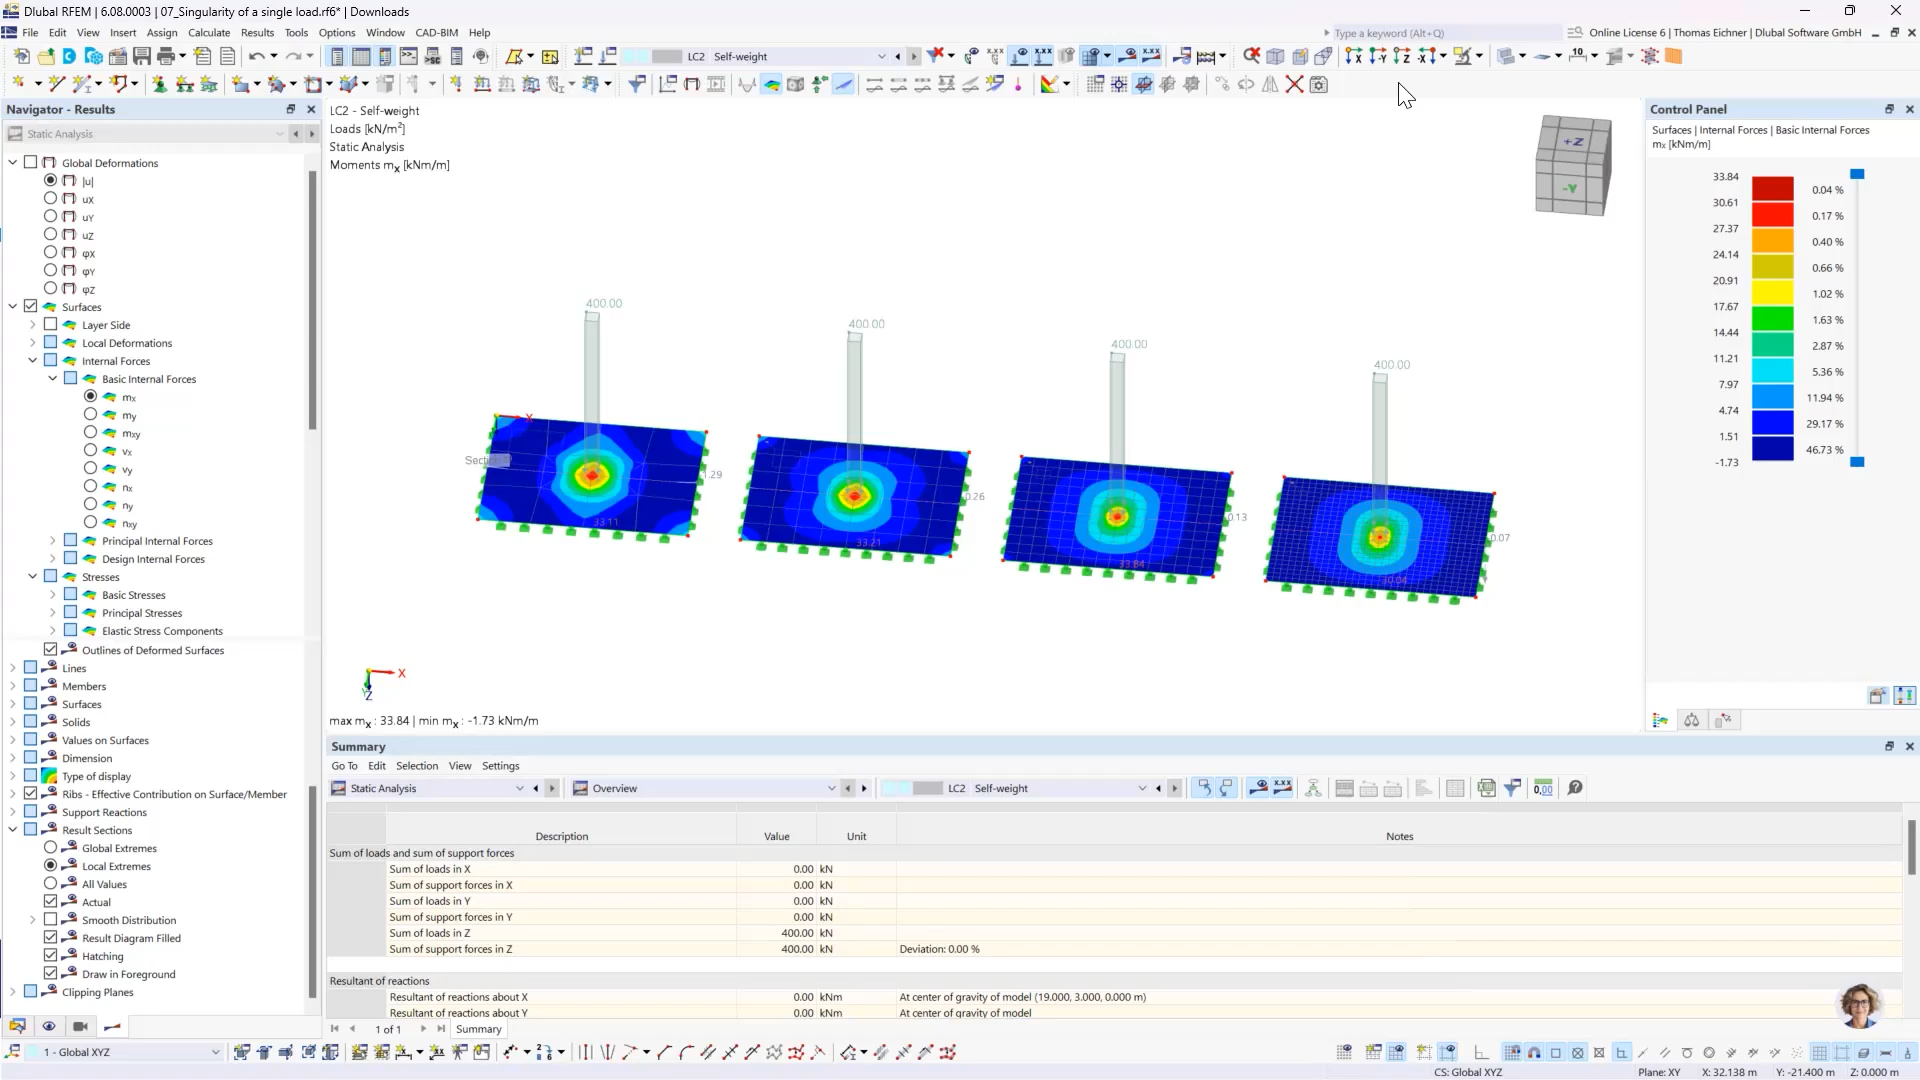 Dlubal RFEM | 6.08.0003 | 07_Singularity of a single load.rf6* | Downloads
File Edit View Insert Assign Calculate Results Tools Options Window CAD-BIM Help
Type a keyword (Alt+Q)
Online License 6 | Thomas Eichner | Dlubal Software GmbH
LC2 Self-weight
Navigator - Results
Static Analysis
Global Deformations
|u|
uX
uY
uZ
φX
φY
φZ
Surfaces
Layer Side
Local Deformations
Internal Forces
Basic Internal Forces
mx
my
mxy
vx
vy
nx
ny
nxy
Principal Internal Forces
Design Internal Forces
Stresses
Basic Stresses
Principal Stresses
Elastic Stress Components
Outlines of Deformed Surfaces
Lines
Members
Surfaces
Solids
Values on Surfaces
Dimension
Type of display
Ribs - Effective Contribution on Surface/Member
Support Reactions
Result Sections
Global Extremes
Local Extremes
All Values
Actual
Smooth Distribution
Result Diagram Filled
Hatching
Draw in Foreground
Clipping Planes
1 - Global XYZ
LC2 - Self-weight
Loads [kN/m²]
Static Analysis
Moments mx [kNm/m]
+Z
-Y
400.00
400.00
400.00
400.00
X
33.11
33.21
0.26
33.84
0.13
30.04
0.07
X
Z
max mx : 33.84 | min mx : -1.73 kNm/m
Control Panel
Surfaces | Internal Forces | Basic Internal Forces
mx [kNm/m]
33.84
0.04 %
30.61
0.17 %
27.37
0.40 %
24.14
0.66 %
20.91
1.02 %
17.67
1.63 %
14.44
2.87 %
11.21
5.36 %
7.97
11.94 %
4.74
29.17 %
1.51
46.73 %
-1.73
Summary
Go To Edit Selection View Settings
Static Analysis Overview LC2 Self-weight
Description Value Unit Notes
Sum of loads and sum of support forces
Sum of loads in X 0.00 kN
Sum of support forces in X 0.00 kN
Sum of loads in Y 0.00 kN
Sum of support forces in Y 0.00 kN
Sum of loads in Z 400.00 kN
Sum of support forces in Z 400.00 kN Deviation: 0.00 %
Resultant of reactions
Resultant of reactions about X 0.00 kNm At center of gravity of model (19.000, 3.000, 0.000 m)
Resultant of reactions about Y 0.00 kNm At center of gravity of model
1 of 1 Summary
CS: Global XYZ Plane: XY X: 32.138 m Y: -21.400 m Z: 0.000 m